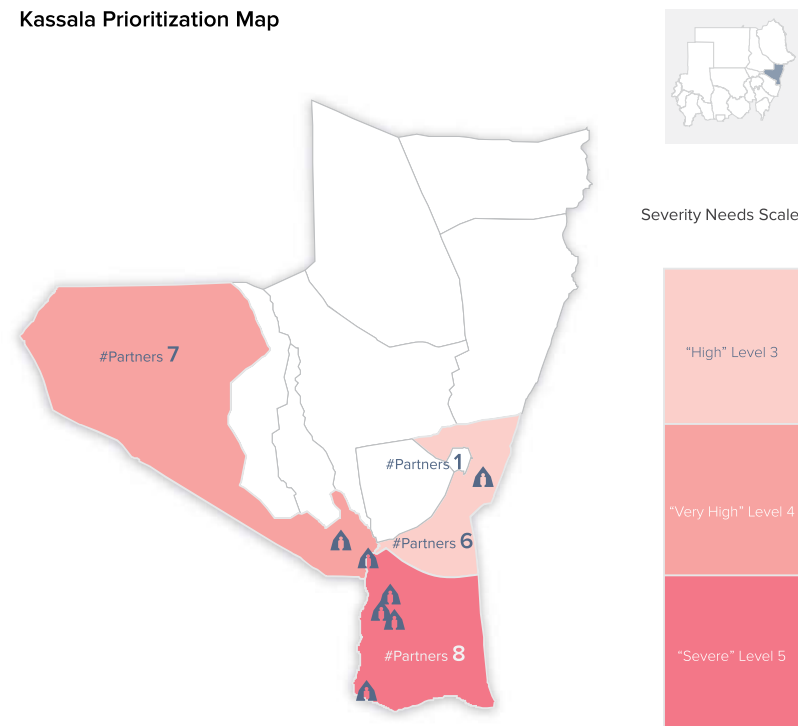 Kassala Prioritization Map
Severity Needs Scale
#Partners 7
“High” Level 3
#Partners 1
“Very High” Level 4
#Partners 6
#Partners 8
“Severe” Level 5